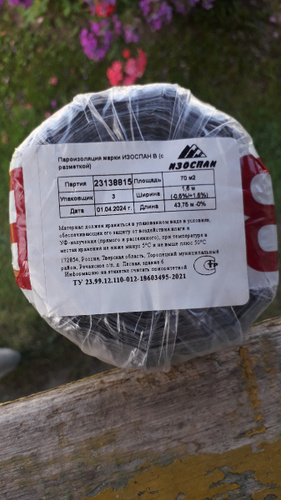 Пароизоляция марки ИЗОСПАН В (с
разметкой)
ИЗОСПАН
Партия 23138815 Площадь 70 м2
Упаковщик 3 Ширина 1,6 м (-0,5%/+1,5%)
Дата 01.04.2024 г. Длина 43,75 м -0%
Материал должен храниться в упакованном виде в условиях,
обеспечивающих его защиту от воздействия влаги и
УФ-излучения (прямого и рассеянного), при температуре в
местах хранения не ниже минус 5°С и не выше плюс 30°С
172854, Россия, Тверская область, Торопецкий муниципальный
район, Речанское с.п., д. Лесная, здание 6
Информацию на этикетке считать пожеланной
ТУ 23.99.12.110-012-18603495-2021